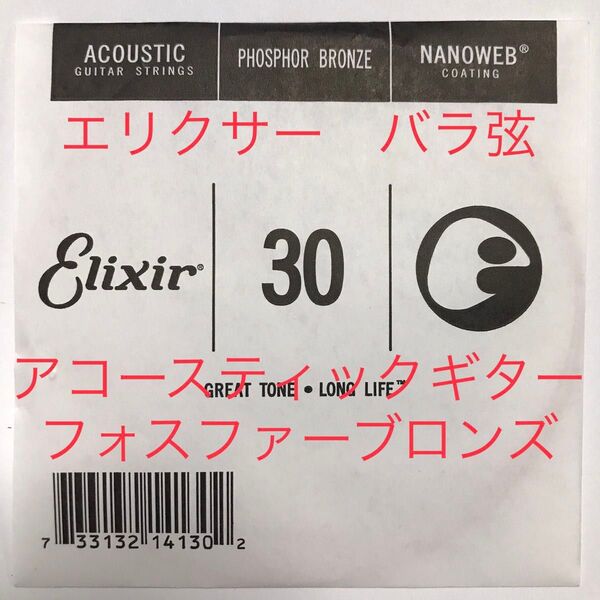 ACOUSTIC
GUITAR STRINGS
PHOSPHOR BRONZE
NANOWEB®
COATING
エリクサー　バラ弦
Elixir®
30
アコースティックギター
GREAT TONE • LONG LIFE™
フォスファーブロンズ
7 33132 14130 2